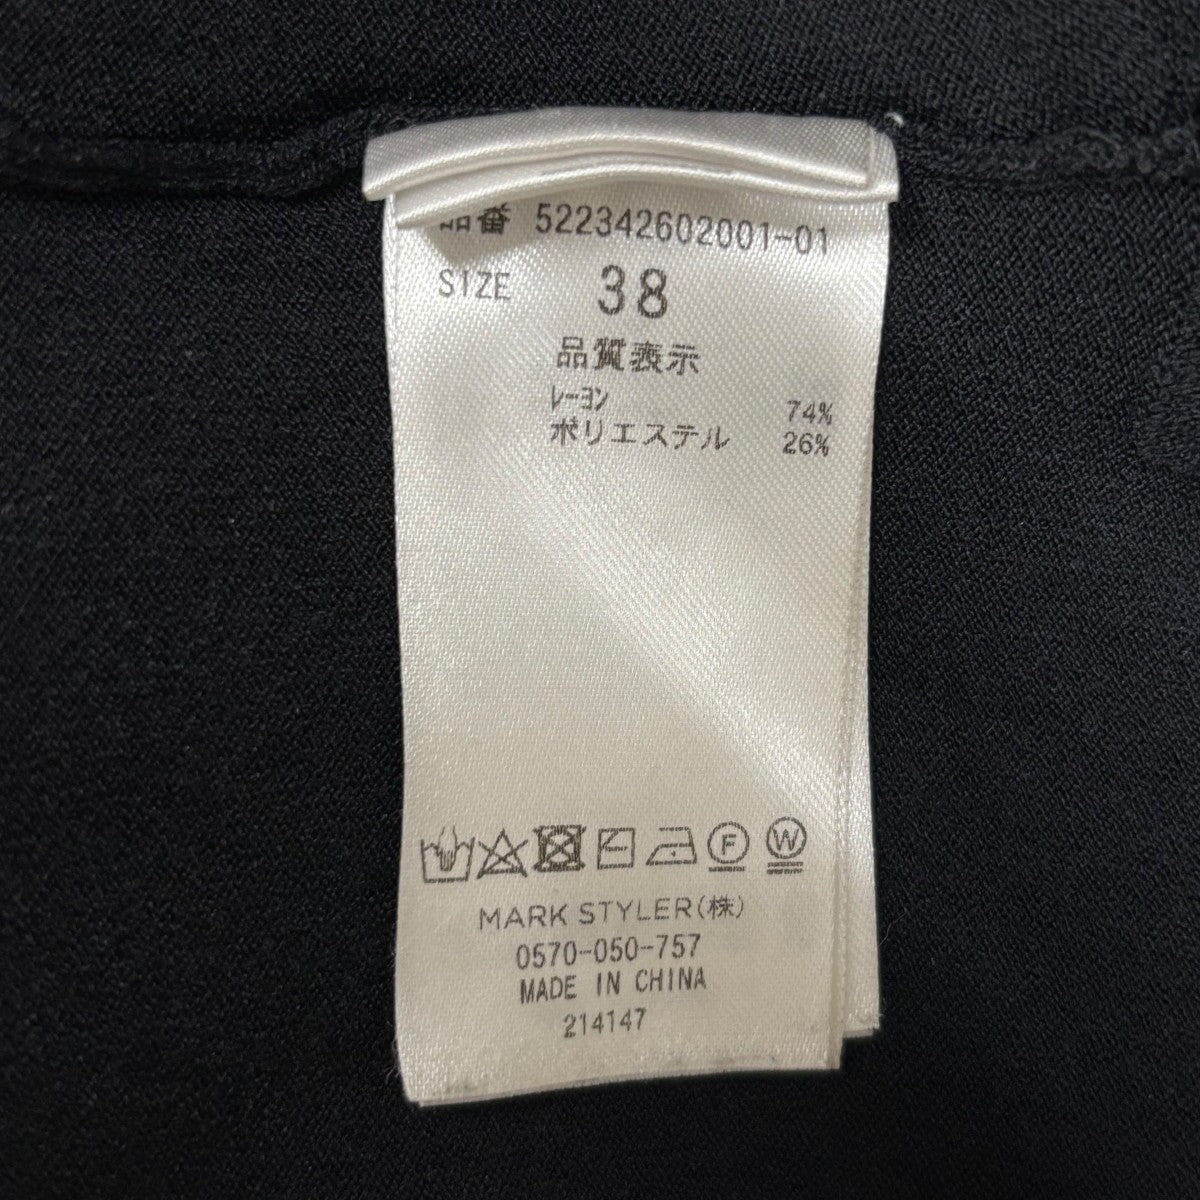 品番 522342602001-01
SIZE 38
品質表示
レーヨン 74%
ポリエステル 26%
F W
MARK STYLER(株)
0570-050-757
MADE IN CHINA
214147